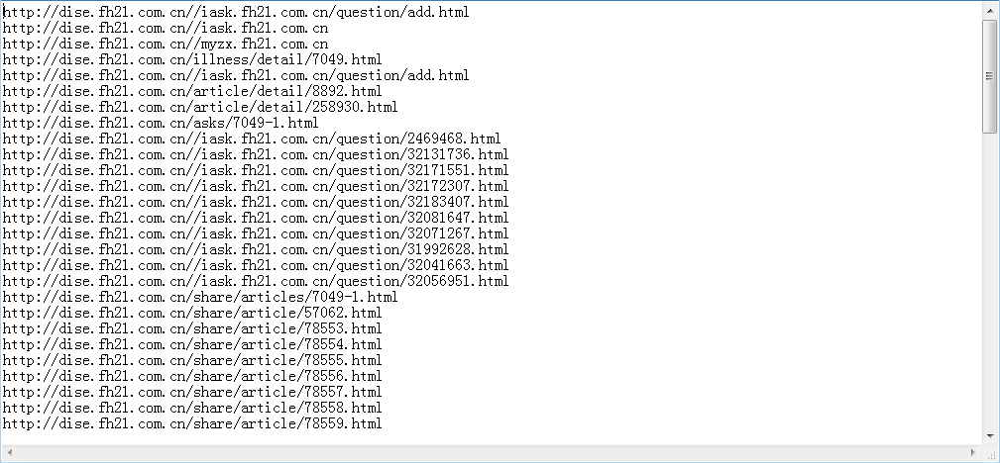 http://dise.fh21.com.cn//iask.fh21.com.cn/question/add.html
http://dise.fh21.com.cn//iask.fh21.com.cn
http://dise.fh21.com.cn//myzx.fh21.com.cn
http://dise.fh21.com.cn/illness/detail/7049.html
http://dise.fh21.com.cn//iask.fh21.com.cn/question/add.html
http://dise.fh21.com.cn/article/detail/8892.html
http://dise.fh21.com.cn/article/detail/258930.html
http://dise.fh21.com.cn/asks/7049-1.html
http://dise.fh21.com.cn//iask.fh21.com.cn/question/2469468.html
http://dise.fh21.com.cn//iask.fh21.com.cn/question/32131736.html
http://dise.fh21.com.cn//iask.fh21.com.cn/question/32171551.html
http://dise.fh21.com.cn//iask.fh21.com.cn/question/32172307.html
http://dise.fh21.com.cn//iask.fh21.com.cn/question/32183407.html
http://dise.fh21.com.cn//iask.fh21.com.cn/question/32081647.html
http://dise.fh21.com.cn//iask.fh21.com.cn/question/32071267.html
http://dise.fh21.com.cn//iask.fh21.com.cn/question/31992628.html
http://dise.fh21.com.cn//iask.fh21.com.cn/question/32041663.html
http://dise.fh21.com.cn//iask.fh21.com.cn/question/32056951.html
http://dise.fh21.com.cn/share/articles/7049-1.html
http://dise.fh21.com.cn/share/article/57062.html
http://dise.fh21.com.cn/share/article/78553.html
http://dise.fh21.com.cn/share/article/78554.html
http://dise.fh21.com.cn/share/article/78555.html
http://dise.fh21.com.cn/share/article/78556.html
http://dise.fh21.com.cn/share/article/78557.html
http://dise.fh21.com.cn/share/article/78558.html
http://dise.fh21.com.cn/share/article/78559.html